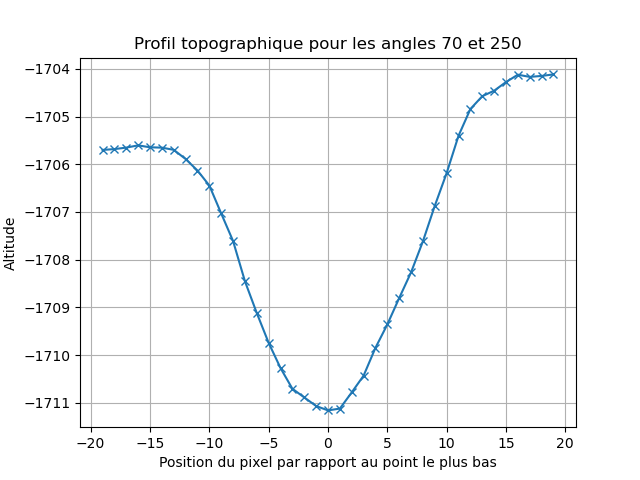 Profil topographique pour les angles 70 et 250
−1704
−1705
−1706
−1707
−1708
−1709
−1710
−1711
Altitude
−20 −15 −10 −5 0 5 10 15 20
Position du pixel par rapport au point le plus bas